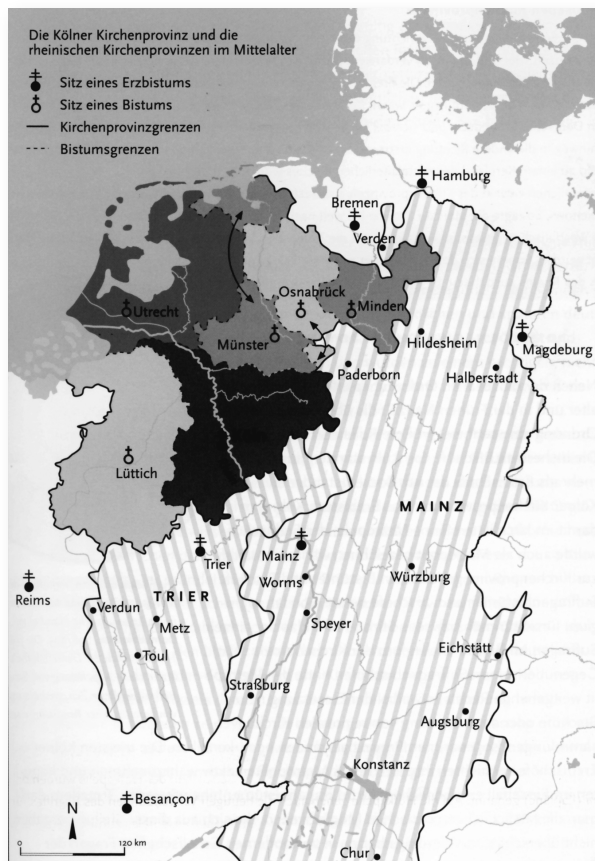 Die Kölner Kirchenprovinz und die
rheinischen Kirchenprovinzen im Mittelalter
Sitz eines Erzbistums
Sitz eines Bistums
Kirchenprovinzgrenzen
Bistumsgrenzen
Hamburg
Bremen
Verden
Osnabrück
Utrecht
Minden
Münster
Hildesheim
Magdeburg
Paderborn
Halberstadt
Lüttich
MAINZ
Trier
Mainz
Würzburg
Worms
Reims
TRIER
Verdun
Metz
Speyer
Toul
Eichstätt
Straßburg
Augsburg
Konstanz
Besançon
N
0 120 km
Chur